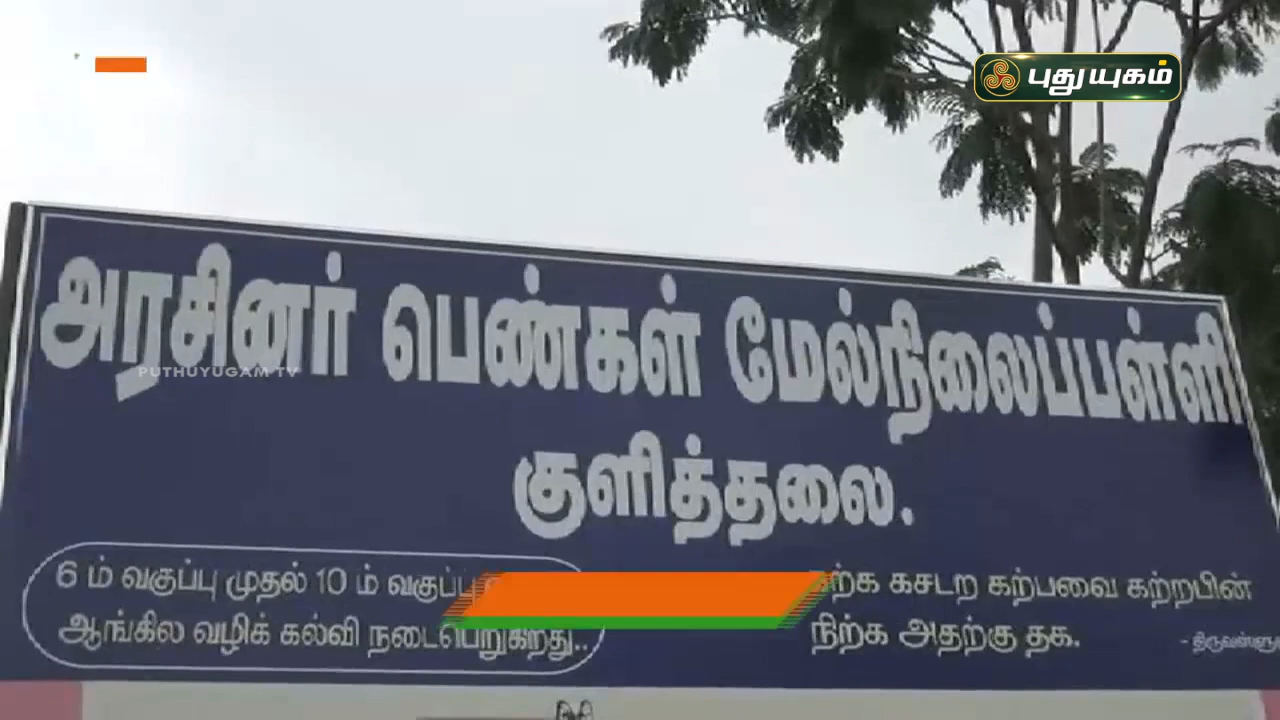 புதுயுகம்
அரசினர் பெண்கள் மேல்நிலைப்பள்ளி
PUTHUYUGAM TV
குளித்தலை.
6 ம் வகுப்பு முதல் 10 ம் வகுப்பு
ஆங்கில வழிக் கல்வி நடைபெறுகிறது..
கற்க கசடற கற்பவை கற்றபின்
நிற்க அதற்கு தக.